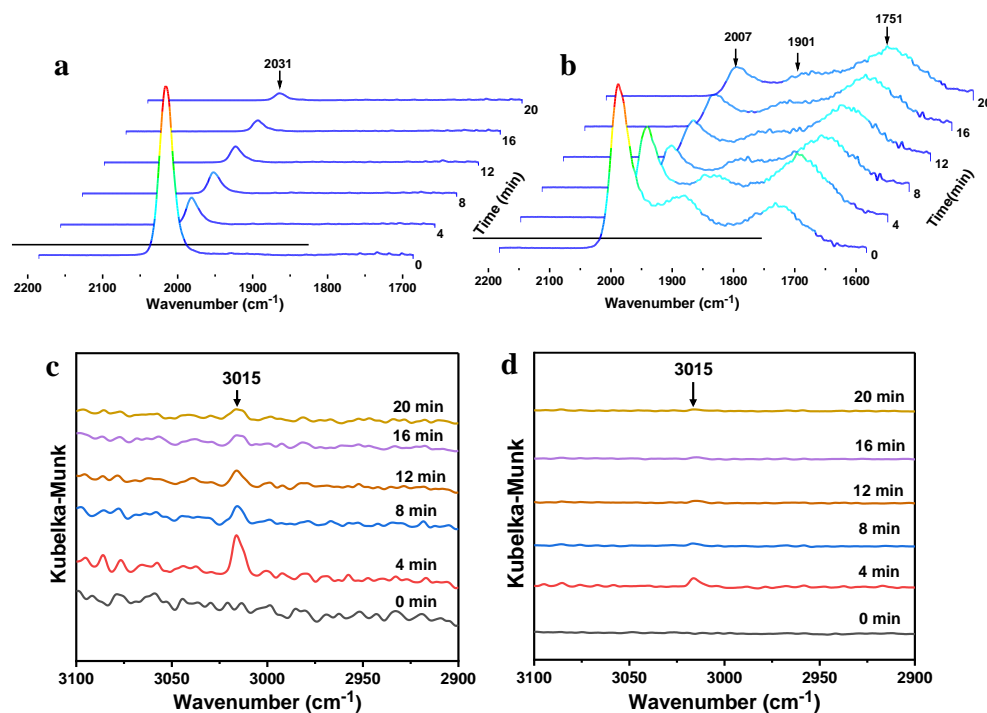 a
2031
20
16
12
8
4
0
Time (min)
2200 2100 2000 1900 1800 1700
Wavenumber (cm-1)
b
2007
1901
1751
20
16
12
8
4
0
Time(min)
2200 2100 2000 1900 1800 1700 1600
Wavenumber (cm-1)
c
3015
20 min
16 min
12 min
8 min
4 min
0 min
Kubelka-Munk
3100 3050 3000 2950 2900
Wavenumber (cm-1)
d
3015
20 min
16 min
12 min
8 min
4 min
0 min
Kubelka-Munk
3100 3050 3000 2950 2900
Wavenumber (cm-1)